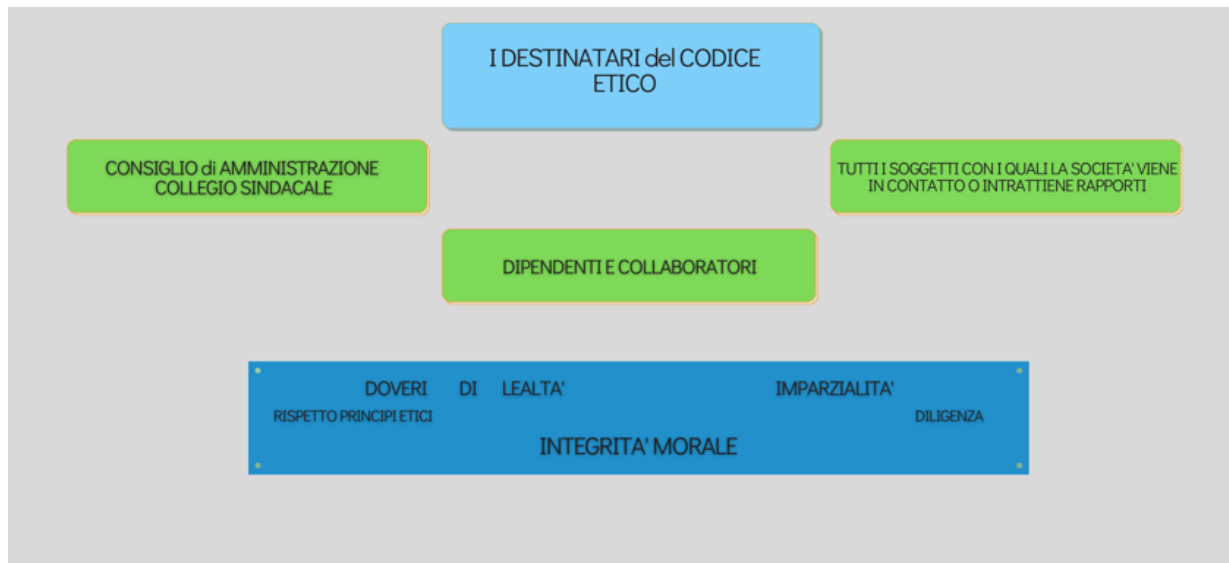 I DESTINATARI del CODICE
ETICO
CONSIGLIO di AMMINISTRAZIONE
COLLEGIO SINDACALE
TUTTI I SOGGETTI CON I QUALI LA SOCIETA' VIENE
IN CONTATTO O INTRATTIENE RAPPORTI
DIPENDENTI E COLLABORATORI
DOVERI DI LEALTA' IMPARZIALITA'
RISPETTO PRINCIPI ETICI DILIGENZA
INTEGRITA' MORALE